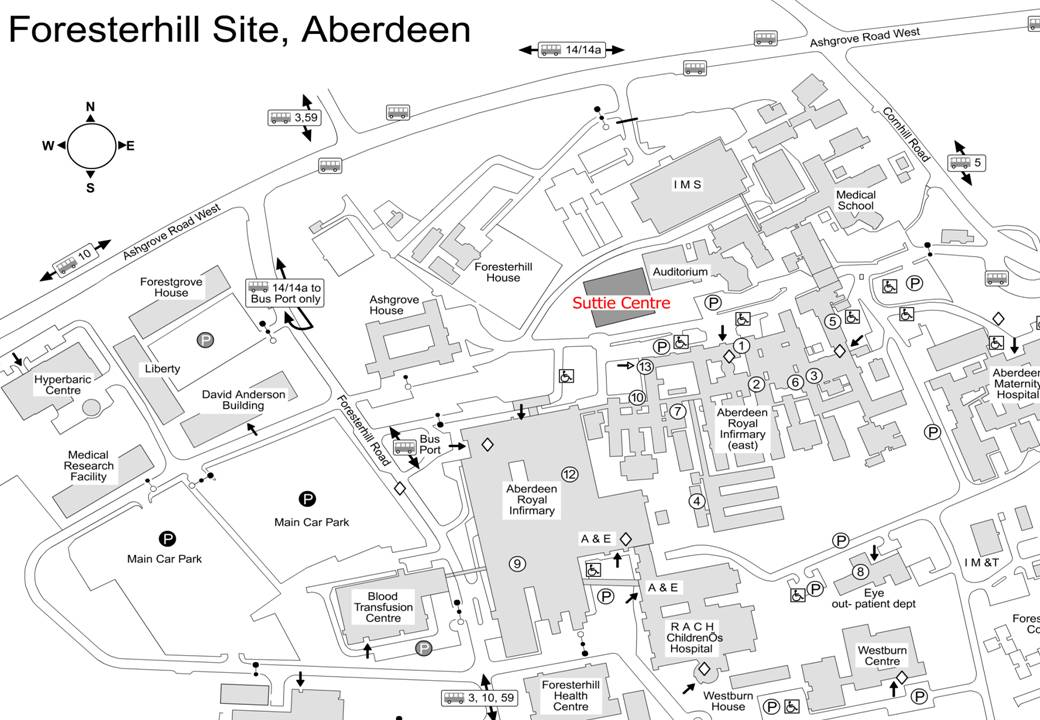 Foresterhill Site, Aberdeen
14/14a
Ashgrove Road West
3,59
N
W
E
S
Cornhill Road
5
I M S
Medical
School
Ashgrove Road West
10
Foresterhill
House
Auditorium
Forestgrove
House
14/14a to
Bus Port only
Suttie Centre
P
P
Ashgrove
House
5
P
1
P
Liberty
13
Hyperbaric
Centre
David Anderson
Building
2
6
3
Aberdeen
Maternity
Hospital
10
7
Aberdeen
Royal
Infirmary
(east)
Foresterhill Road
Bus
Port
P
Medical
Research
Facility
12
Aberdeen
Royal
Infirmary
4
P
Main Car Park
P
Main Car Park
A & E
P
9
8
I M &T
A & E
P
P
Eye
out- patient dept
Blood
Transfusion
Centre
R A C H
ChildrenÕs
Hospital
Fores
Co
P
Westburn
Centre
3, 10, 59
Foresterhill
Health
Centre
Westburn
House
P
P